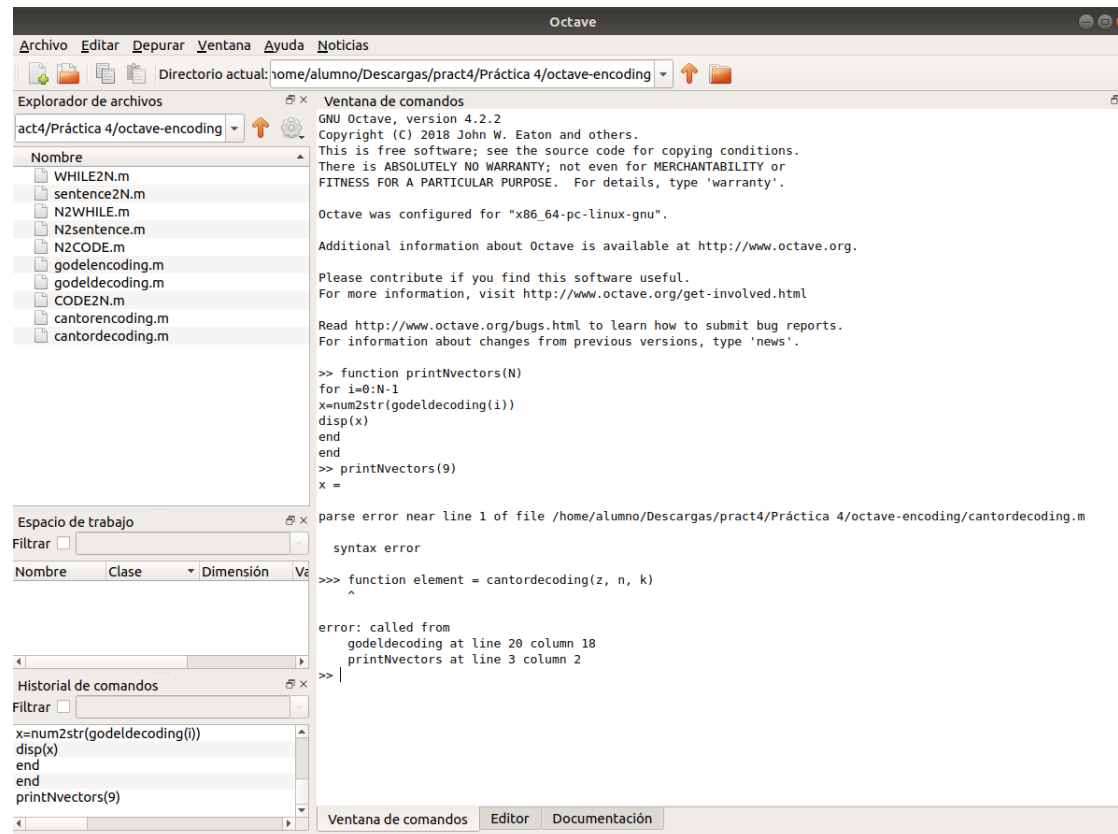 Octave
Archivo Editar Depurar Ventana Ayuda Noticias
Directorio actual: home/alumno/Descargas/pract4/Práctica 4/octave-encoding
Explorador de archivos
act4/Práctica 4/octave-encoding
Nombre
WHILE2N.m
sentence2N.m
N2WHILE.m
N2sentence.m
N2CODE.m
godelencoding.m
godeldecoding.m
CODE2N.m
cantorencoding.m
cantordecoding.m
Espacio de trabajo
Filtrar
Nombre Clase Dimensión Va
Historial de comandos
Filtrar
x=num2str(godeldecoding(i))
disp(x)
end
end
printNvectors(9)
Ventana de comandos
GNU Octave, version 4.2.2
Copyright (C) 2018 John W. Eaton and others.
This is free software; see the source code for copying conditions.
There is ABSOLUTELY NO WARRANTY; not even for MERCHANTABILITY or
FITNESS FOR A PARTICULAR PURPOSE.  For details, type 'warranty'.
Octave was configured for "x86_64-pc-linux-gnu".
Additional information about Octave is available at http://www.octave.org.
Please contribute if you find this software useful.
For more information, visit http://www.octave.org/get-involved.html
Read http://www.octave.org/bugs.html to learn how to submit bug reports.
For information about changes from previous versions, type 'news'.
>> function printNvectors(N)
for i=0:N-1
x=num2str(godeldecoding(i))
disp(x)
end
end
>> printNvectors(9)
x =
parse error near line 1 of file /home/alumno/Descargas/pract4/Práctica 4/octave-encoding/cantordecoding.m
syntax error
>>> function element = cantordecoding(z, n, k)
^
error: called from
godeldecoding at line 20 column 18
printNvectors at line 3 column 2
>>
Ventana de comandos Editor Documentación